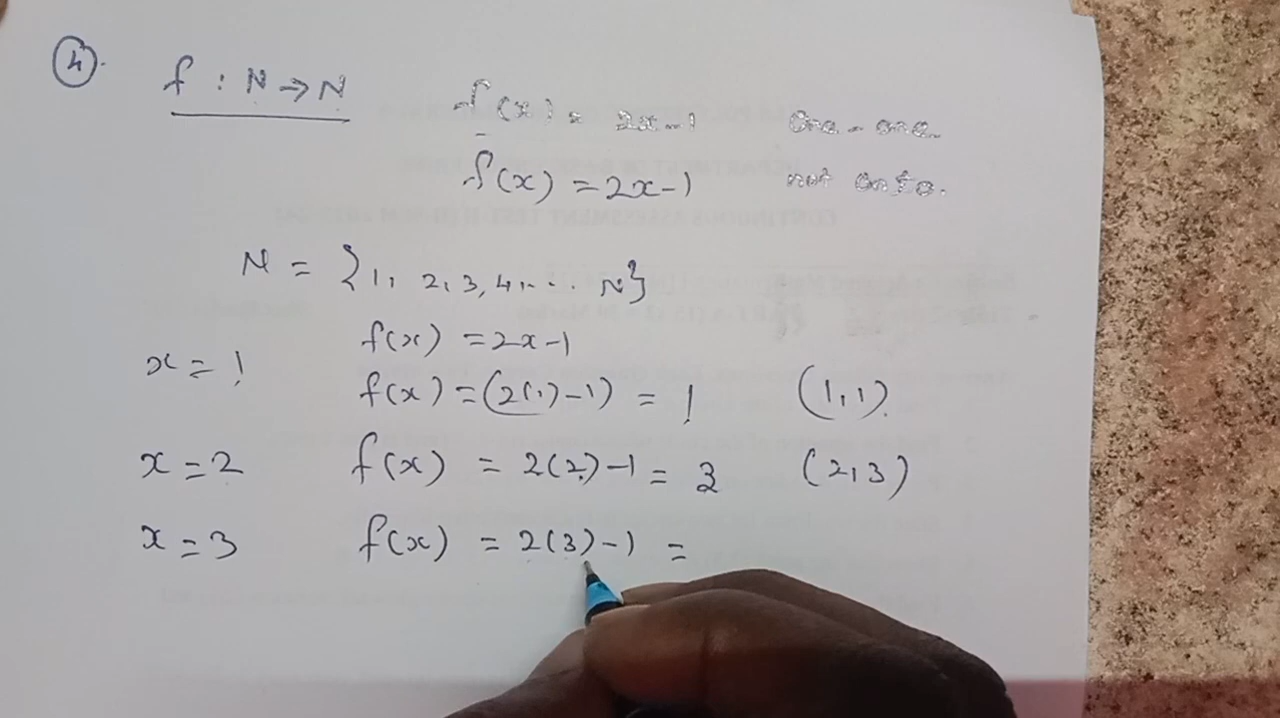 4.
f : N → N
f(x) = 2x-1 one-one
f(x) = 2x-1 not onto.
N = {1, 2, 3, 4, ... N}
f(x) = 2x-1
x = 1 f(x) = (2(1)-1) = 1 (1,1).
x = 2 f(x) = 2(2)-1 = 3 (2,3)
x = 3 f(x) = 2(3)-1 =